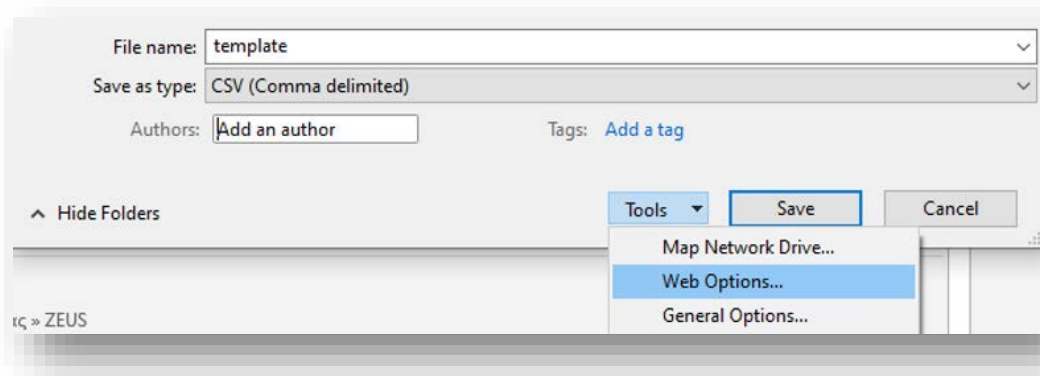 File name: template
Save as type: CSV (Comma delimited)
Authors: Add an author Tags: Add a tag
Hide Folders Tools Save Cancel
Map Network Drive...
Web Options...
General Options...
ις » ZEUS